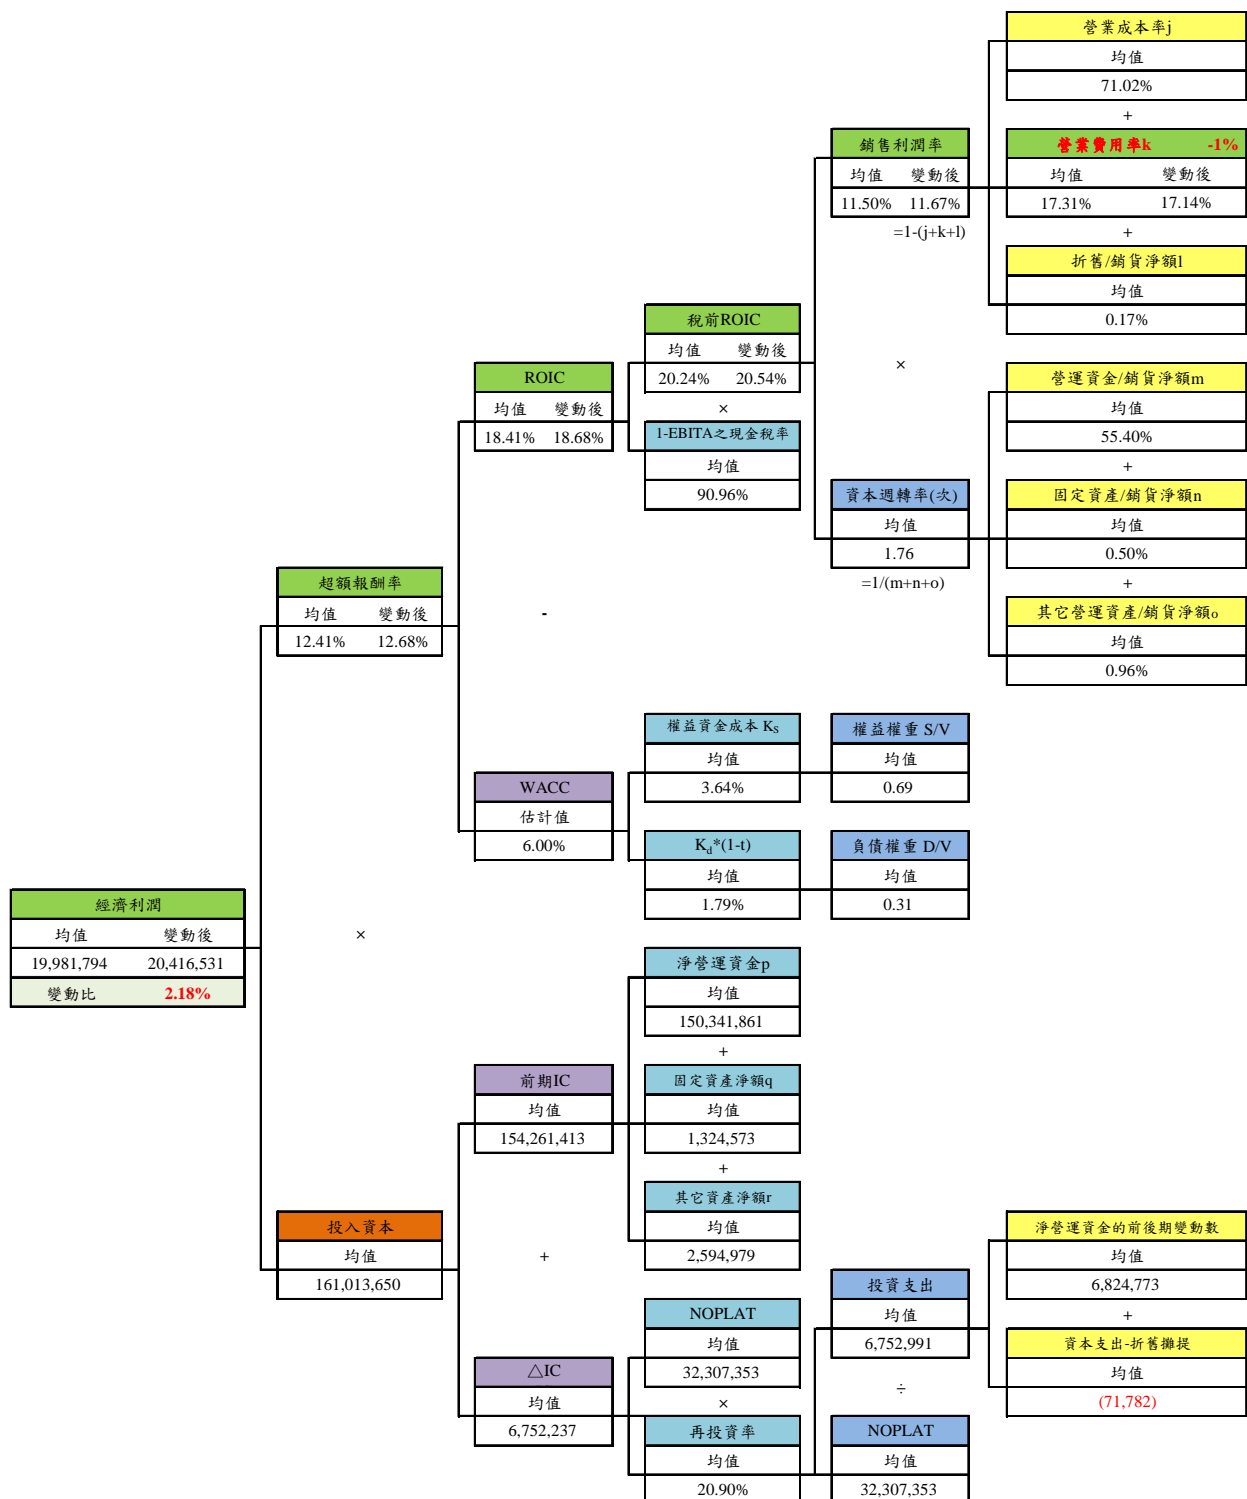 營業成本率j
均值
71.02%
+
營業費用率k -1%
均值 變動後
17.31% 17.14%
+
折舊/銷貨淨額l
均值
0.17%
銷售利潤率
均值 變動後
11.50% 11.67%
=1-(j+k+l)
×
稅前ROIC
均值 變動後
20.24% 20.54%
×
1-EBITA之現金稅率
均值
90.96%
ROIC
均值 變動後
18.41% 18.68%
營運資金/銷貨淨額m
均值
55.40%
+
固定資產/銷貨淨額n
均值
0.50%
+
其它營運資產/銷貨淨額o
均值
0.96%
資本週轉率(次)
均值
1.76
=1/(m+n+o)
超額報酬率
均值 變動後
12.41% 12.68%
-
權益資金成本 KS
均值
3.64%
權益權重 S/V
均值
0.69
WACC
估計值
6.00%
Kd*(1-t)
均值
1.79%
負債權重 D/V
均值
0.31
經濟利潤
均值 變動後
19,981,794 20,416,531
變動比 2.18%
×
淨營運資金p
均值
150,341,861
+
前期IC
均值
154,261,413
固定資產淨額q
均值
1,324,573
+
其它資產淨額r
均值
2,594,979
投入資本
均值
161,013,650
+
淨營運資金的前後期變動數
均值
6,824,773
+
資本支出-折舊攤提
均值
(71,782)
投資支出
均值
6,752,991
÷
NOPLAT
均值
32,307,353
NOPLAT
均值
32,307,353
×
再投資率
均值
20.90%
△IC
均值
6,752,237